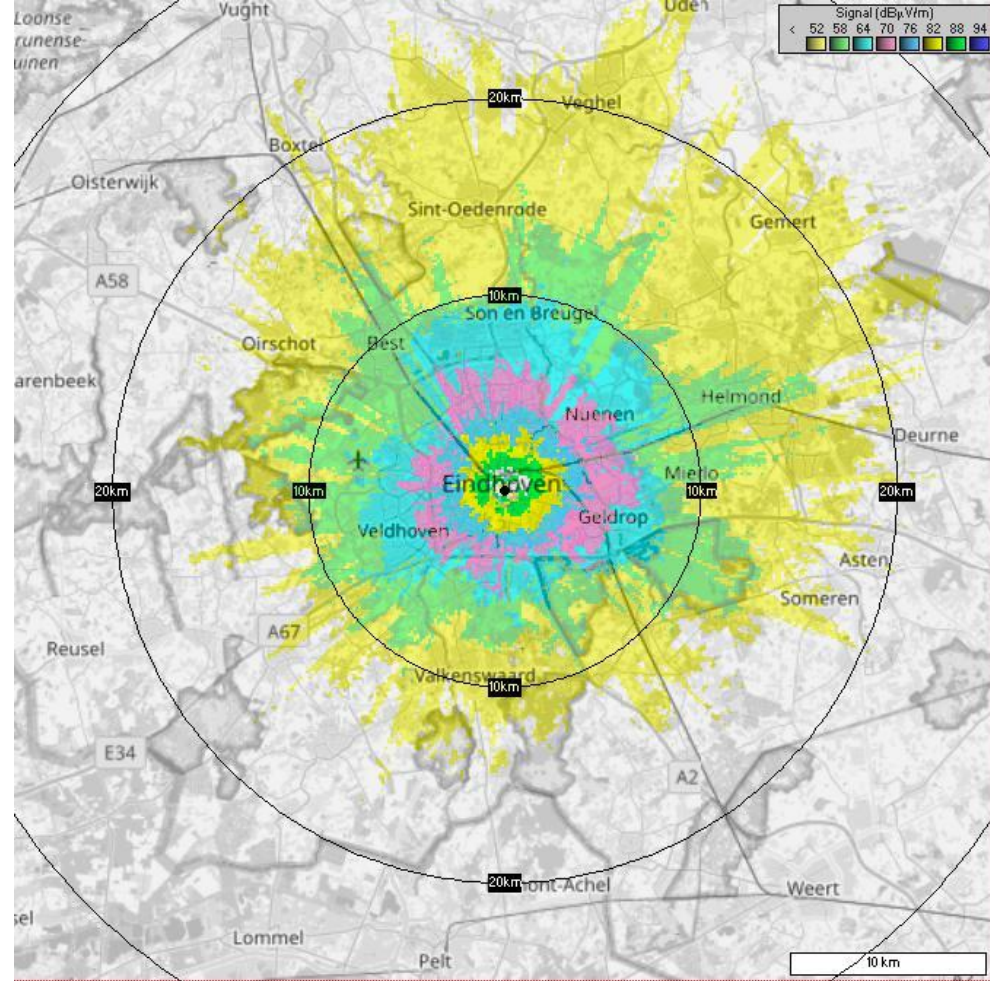 Loonse
runense-
uinen
Vught
Uden
Signal (dBµV/m)
< 52 58 64 70 76 82 88 94
20km
Veghel
Boxtel
Oisterwijk
Sint-Oedenrode
Gemert
A58
10km
Son en Breugel
Oirschot
Best
arenbeek
Helmond
Nuenen
Deurne
Mierlo
Eindhoven
20km
10km
10km
20km
Geldrop
Veldhoven
Asten
Someren
A67
Reusel
Valkenswaard
10km
E34
A2
20km
ont-Achel
Weert
sel
Lommel
Pelt
10 km